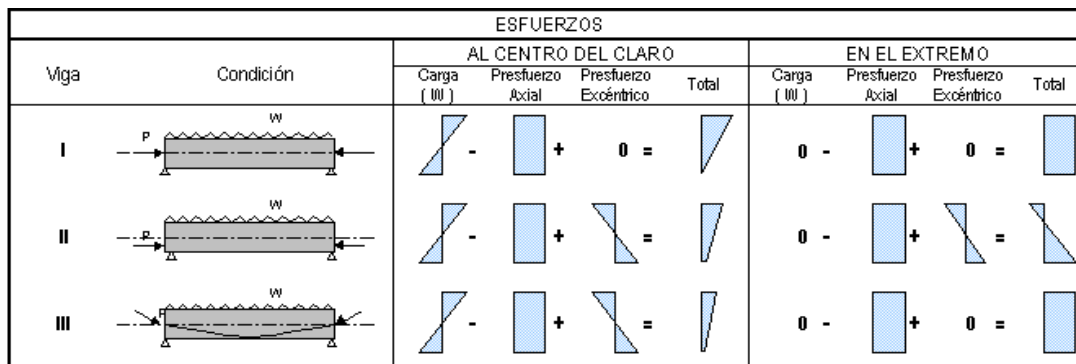 ESFUERZOS
Viga Condición AL CENTRO DEL CLARO EN EL EXTREMO
Carga ( W ) Presfuerzo Axial Presfuerzo Excéntrico Total Carga ( W ) Presfuerzo Axial Presfuerzo Excéntrico Total
I P W - + 0 = 0 - + 0 =
II P W - + = 0 - + =
III P W - + = 0 - + 0 =